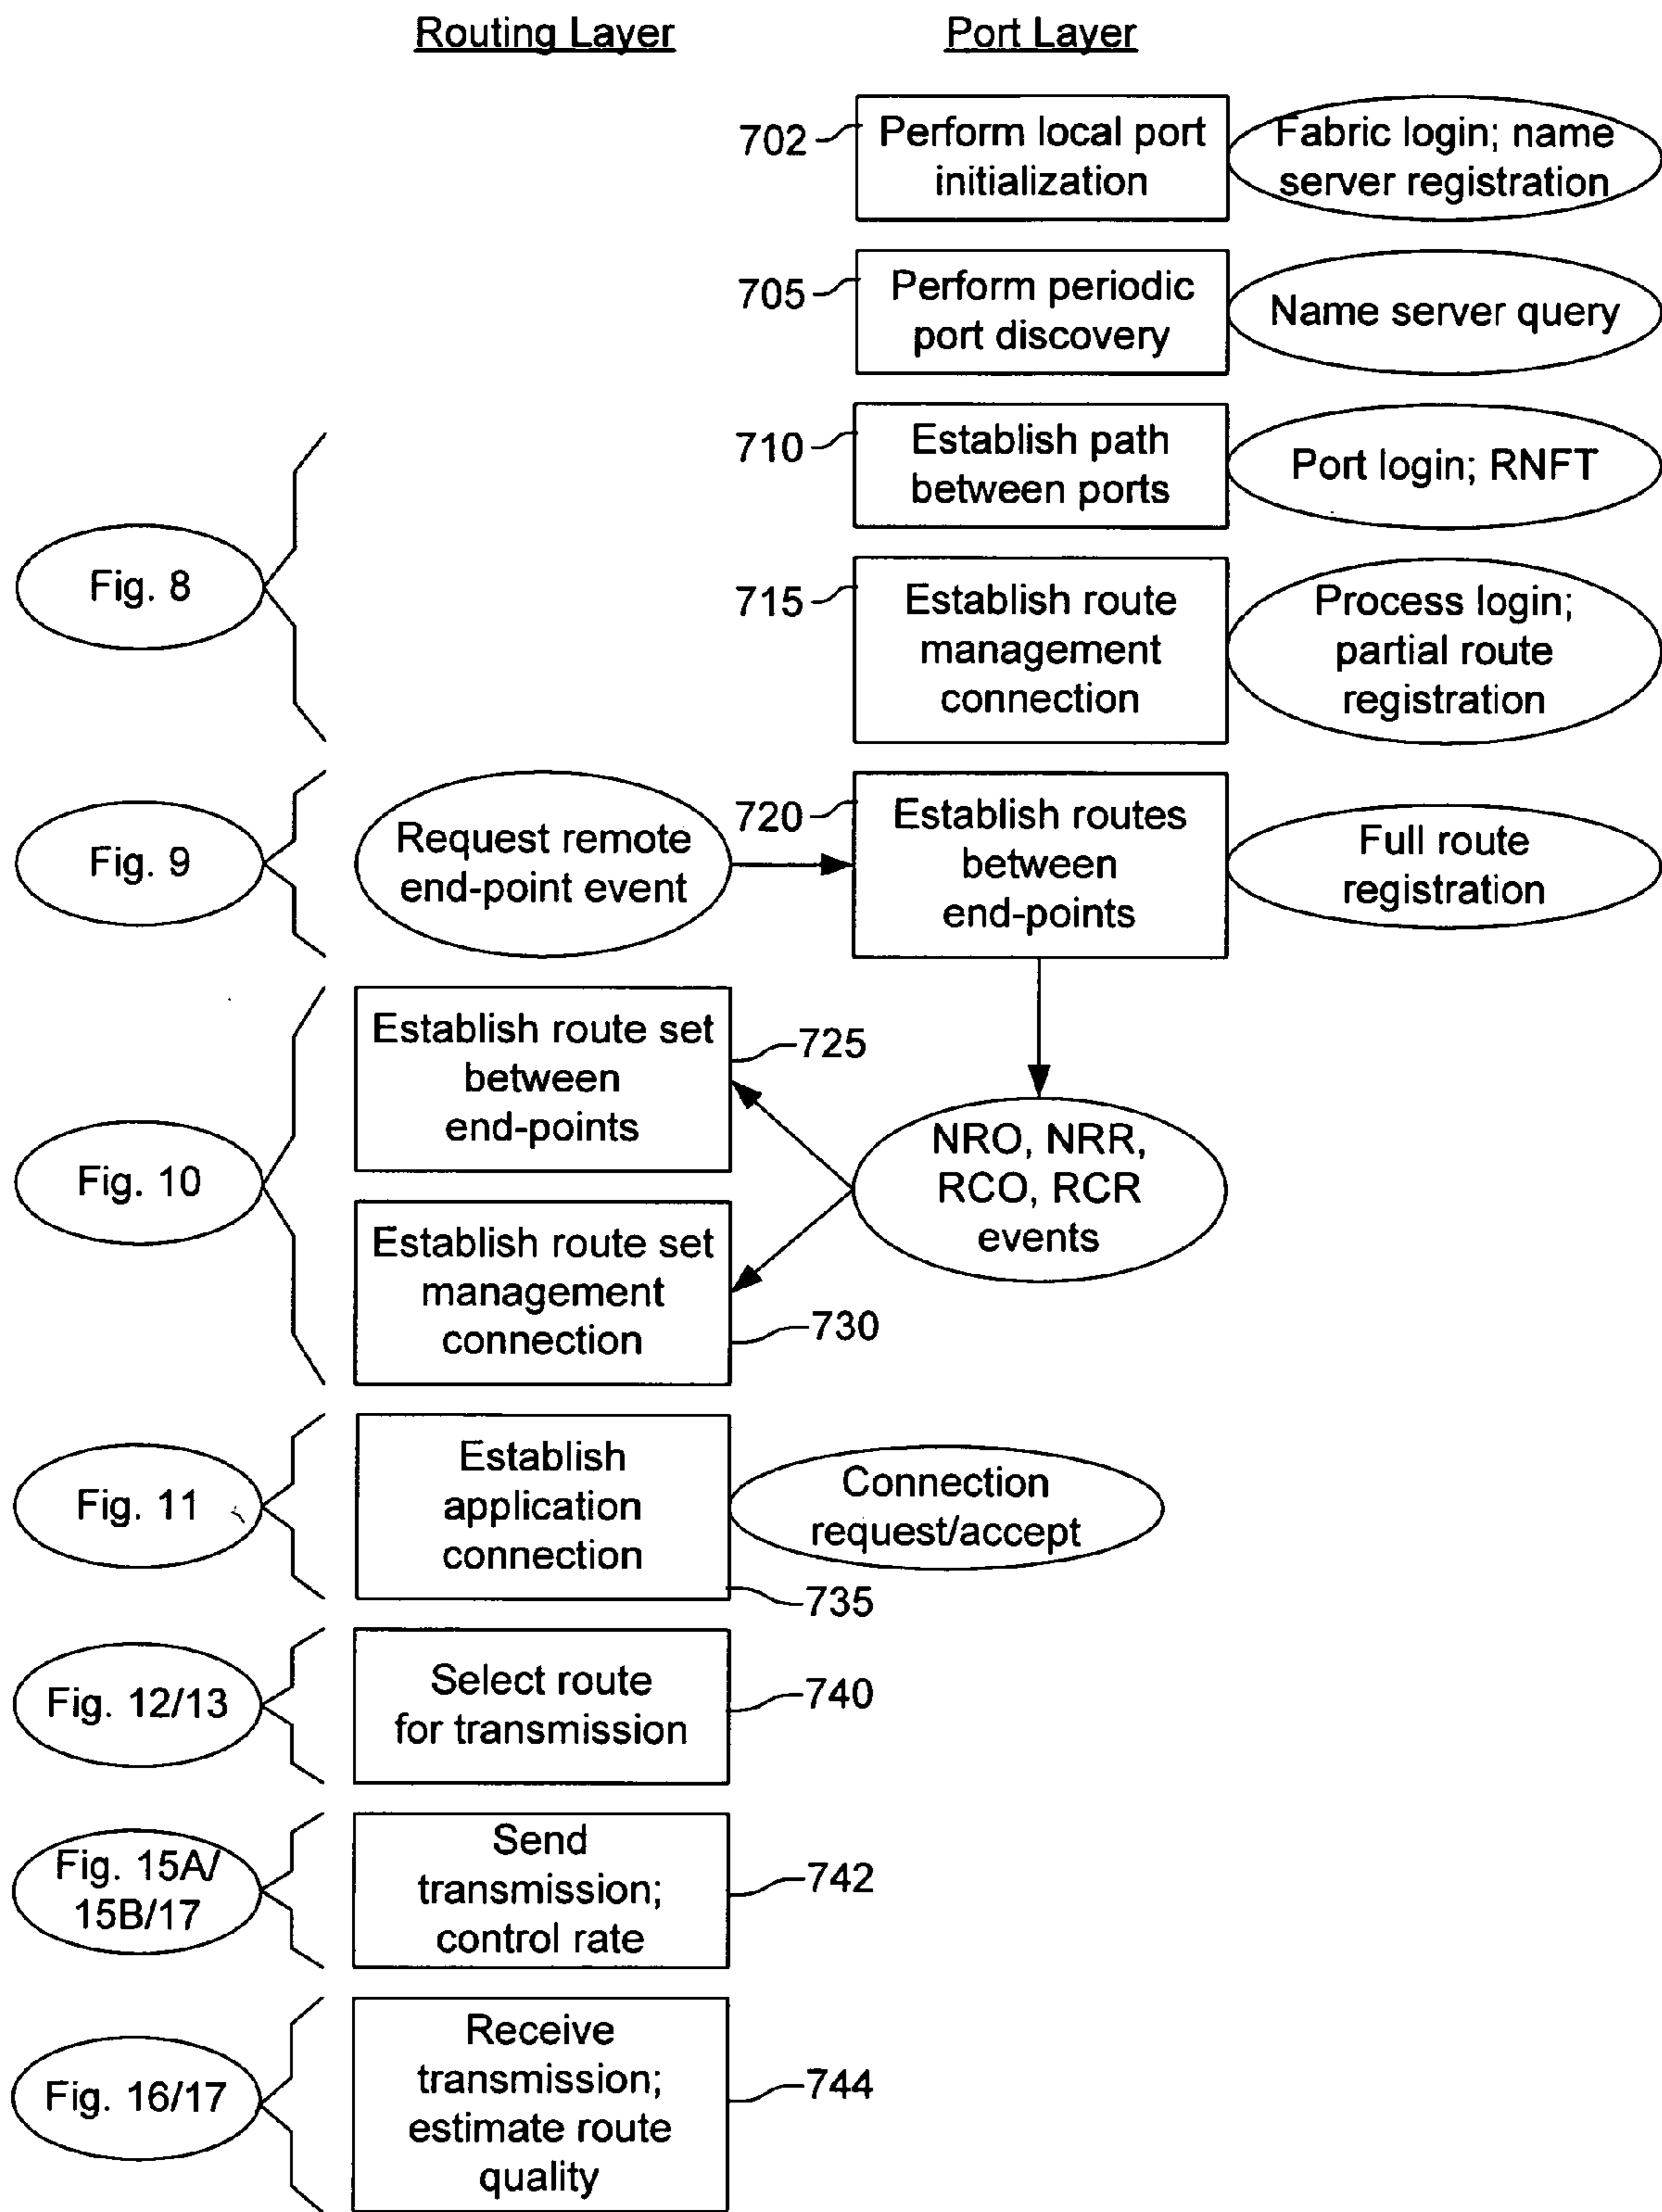 Routing Layer
Port Layer
702
Perform local port
initialization
Fabric login; name
server registration
705
Perform periodic
port discovery
Name server query
710
Establish path
between ports
Port login; RNFT
Fig. 8
715
Establish route
management
connection
Process login;
partial route
registration
Fig. 9
Request remote
end-point event
720
Establish routes
between
end-points
Full route
registration
Fig. 10
Establish route set
between
end-points
725
NRO, NRR,
RCO, RCR
events
Establish route set
management
connection
730
Fig. 11
Establish
application
connection
735
Connection
request/accept
Fig. 12/13
Select route
for transmission
740
Fig. 15A/
15B/17
Send
transmission;
control rate
742
Fig. 16/17
Receive
transmission;
estimate route
quality
744